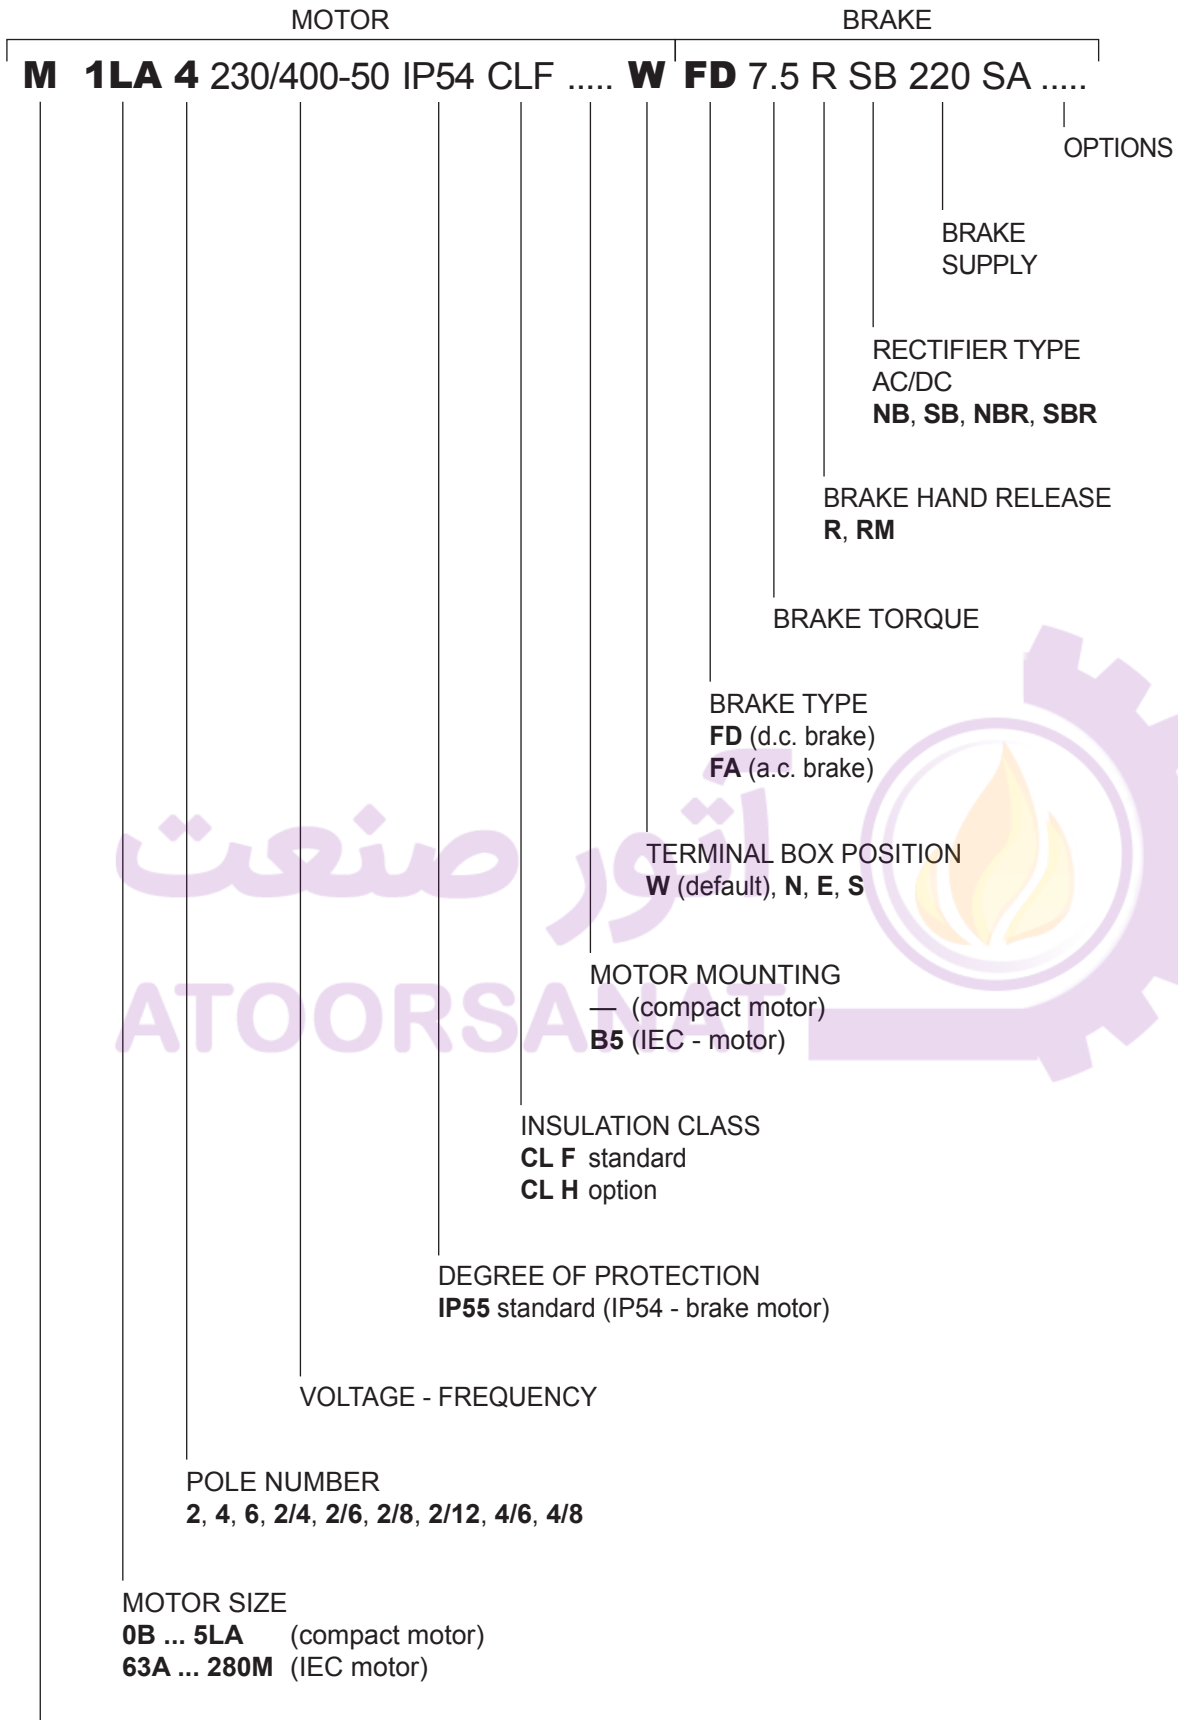 MOTOR BRAKE
M 1LA 4 230/400-50 IP54 CLF ..... W FD 7.5 R SB 220 SA .....
OPTIONS
BRAKE
SUPPLY
RECTIFIER TYPE
AC/DC
NB, SB, NBR, SBR
BRAKE HAND RELEASE
R, RM
BRAKE TORQUE
BRAKE TYPE
FD (d.c. brake)
FA (a.c. brake)
آتور صنعت
TERMINAL BOX POSITION
W (default), N, E, S
ATOORSANAT
MOTOR MOUNTING
— (compact motor)
B5 (IEC - motor)
INSULATION CLASS
CL F standard
CL H option
DEGREE OF PROTECTION
IP55 standard (IP54 - brake motor)
VOLTAGE - FREQUENCY
POLE NUMBER
2, 4, 6, 2/4, 2/6, 2/8, 2/12, 4/6, 4/8
MOTOR SIZE
0B ... 5LA (compact motor)
63A ... 280M (IEC motor)